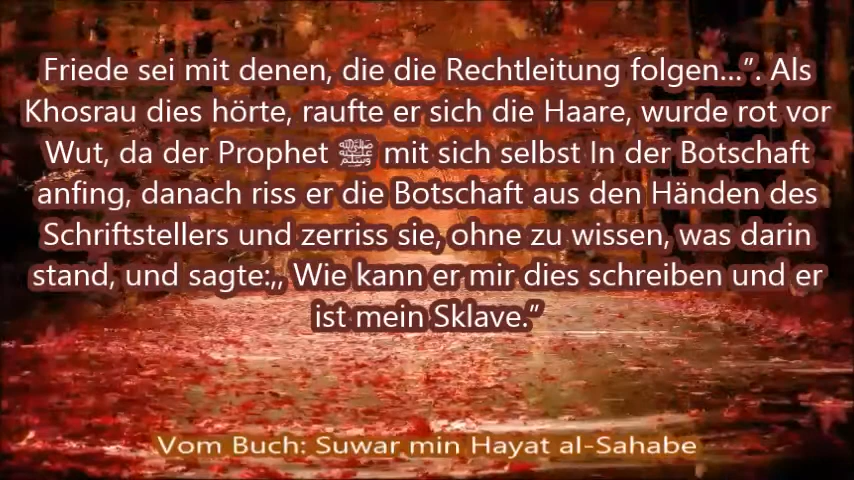 Friede sei mit denen, die die Rechtleitung folgen...”. Als
Khosrau dies hörte, raufte er sich die Haare, wurde rot vor
Wut, da der Prophet ﷺ mit sich selbst In der Botschaft
anfing, danach riss er die Botschaft aus den Händen des
Schriftstellers und zerriss sie, ohne zu wissen, was darin
stand, und sagte:,, Wie kann er mir dies schreiben und er
ist mein Sklave.”
Vom Buch: Suwar min Hayat al-Sahabe